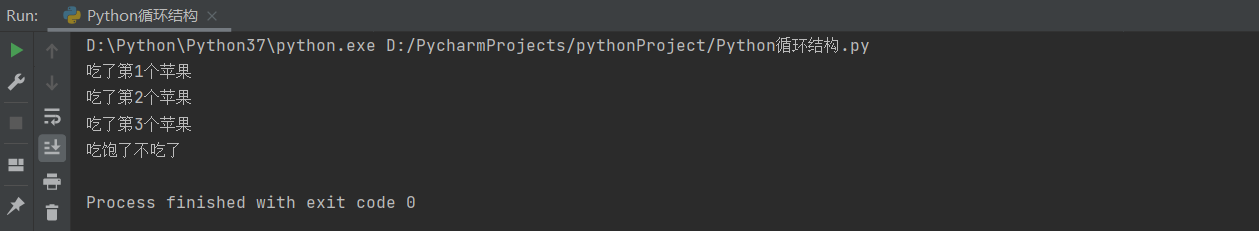 Run: Python循环结构
D:\Python\Python37\python.exe D:/PycharmProjects/pythonProject/Python循环结构.py
吃了第1个苹果
吃了第2个苹果
吃了第3个苹果
吃饱了不吃了
Process finished with exit code 0